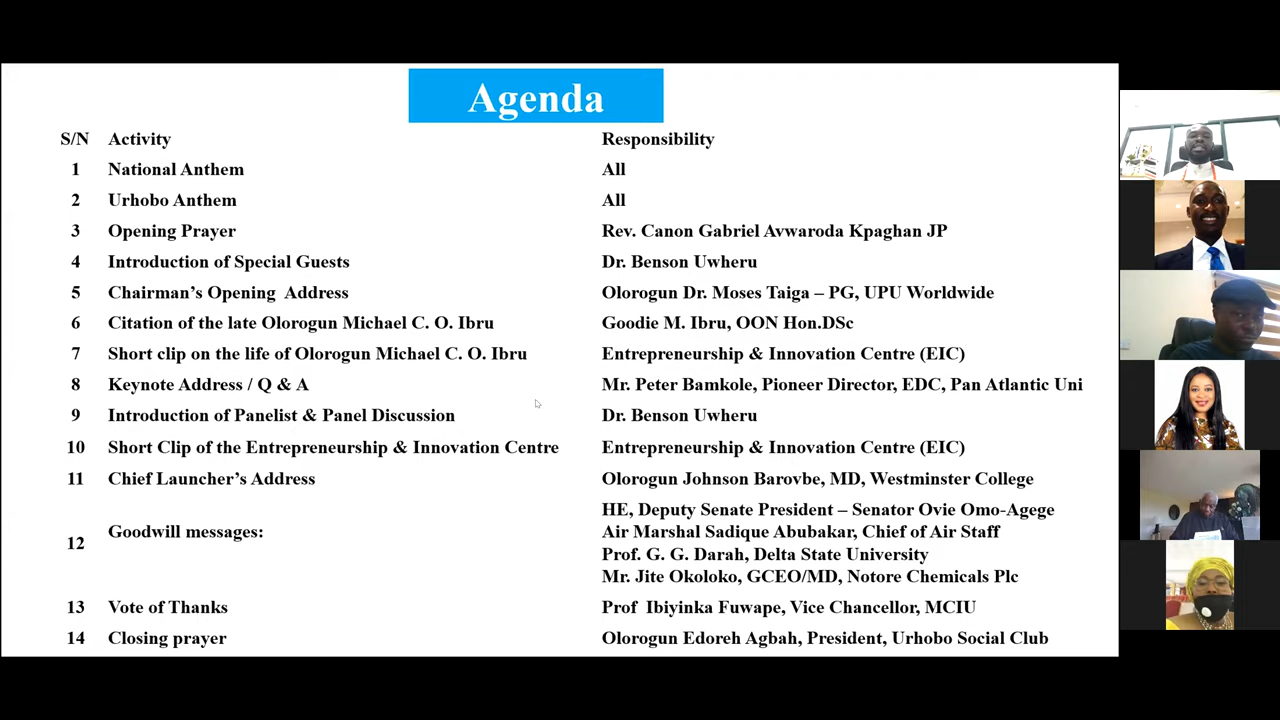 Agenda
S/N Activity Responsibility
1 National Anthem All
2 Urhobo Anthem All
3 Opening Prayer Rev. Canon Gabriel Avwaroda Kpaghan JP
4 Introduction of Special Guests Dr. Benson Uwheru
5 Chairman's Opening Address Olorogun Dr. Moses Taiga – PG, UPU Worldwide
6 Citation of the late Olorogun Michael C. O. Ibru Goodie M. Ibru, OON Hon.DSc
7 Short clip on the life of Olorogun Michael C. O. Ibru Entrepreneurship & Innovation Centre (EIC)
8 Keynote Address / Q & A Mr. Peter Bamkole, Pioneer Director, EDC, Pan Atlantic Uni
9 Introduction of Panelist & Panel Discussion Dr. Benson Uwheru
10 Short Clip of the Entrepreneurship & Innovation Centre Entrepreneurship & Innovation Centre (EIC)
11 Chief Launcher's Address Olorogun Johnson Barovbe, MD, Westminster College
12 Goodwill messages: HE, Deputy Senate President – Senator Ovie Omo-Agege
Air Marshal Sadique Abubakar, Chief of Air Staff
Prof. G. G. Darah, Delta State University
Mr. Jite Okoloko, GCEO/MD, Notore Chemicals Plc
13 Vote of Thanks Prof Ibiyinka Fuwape, Vice Chancellor, MCIU
14 Closing prayer Olorogun Edoreh Agbah, President, Urhobo Social Club